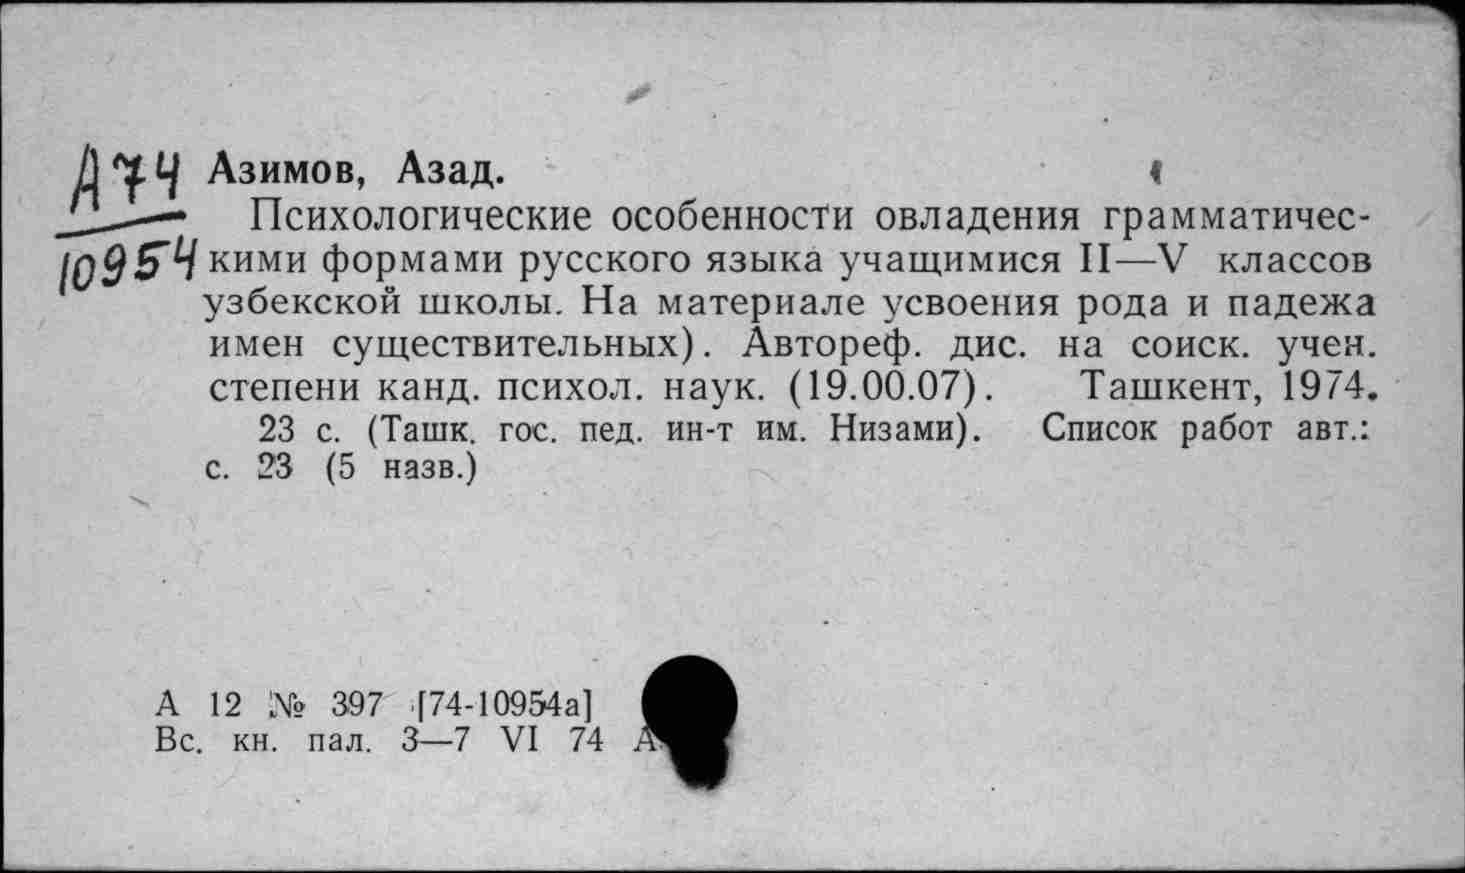 А74 Азимов, Азад.
Психологические особенности овладения грамматичес-
10954 кими формами русского языка учащимися II—V классов
узбекской школы. На материале усвоения рода и падежа
имен существительных). Автореф. дис. на соиск. учен.
степени канд. психол. наук. (19.00.07). Ташкент, 1974.
23 с. (Ташк. гос. пед. ин-т им. Низами). Список работ авт.:
с. 23 (5 назв.)
А 12 № 397 [74-10954а]
Вс. кн. пал. 3—7 VI 74 А